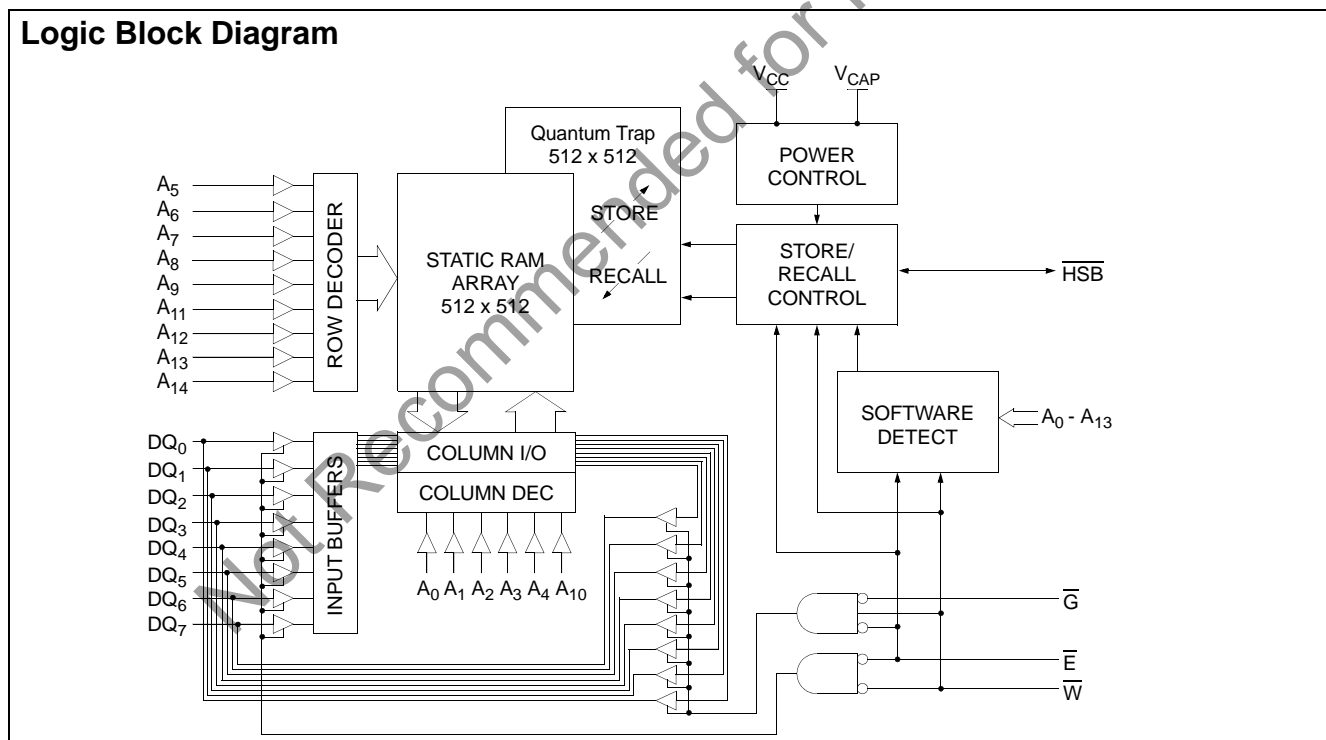 Logic Block Diagram
Not Recommended for
V_CC
V_CAP
Quantum Trap
512 x 512
POWER
CONTROL
A5
A6
A7
A8
A9
A11
A12
A13
A14
ROW DECODER
STATIC RAM
ARRAY
512 x 512
STORE
RECALL
STORE/
RECALL
CONTROL
H̅S̅B̅
SOFTWARE
DETECT
A0 - A13
DQ0
DQ1
DQ2
DQ3
DQ4
DQ5
DQ6
DQ7
INPUT BUFFERS
COLUMN I/O
COLUMN DEC
A0 A1 A2 A3 A4 A10
G̅
E̅
W̅